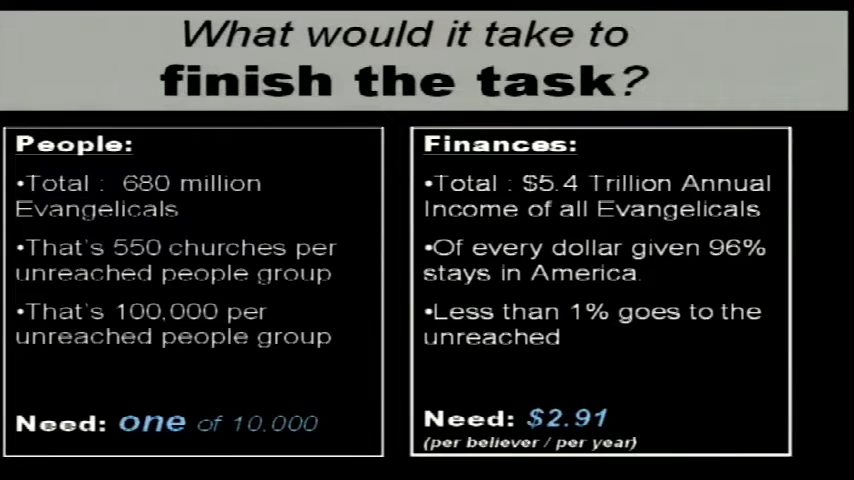 What would it take to
finish the task?
People:
•Total : 680 million
Evangelicals
•That's 550 churches per
unreached people group
•That's 100,000 per
unreached people group
Need: one of 10,000
Finances:
•Total : $5.4 Trillion Annual
Income of all Evangelicals
•Of every dollar given 96%
stays in America.
•Less than 1% goes to the
unreached
Need: $2.91
(per believer / per year)